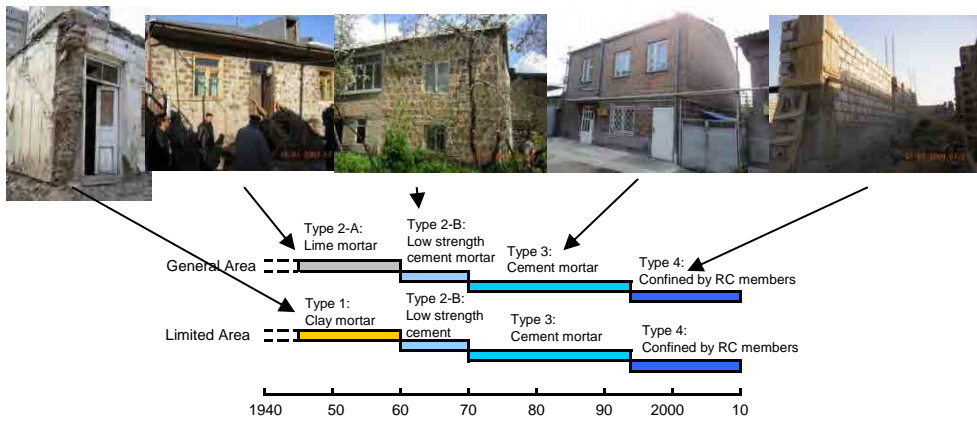 Type 2-A:
Lime mortar
Type 2-B:
Low strength
cement mortar
Type 3:
Cement mortar
Type 4:
Confined by RC members
General Area
Type 1:
Clay mortar
Type 2-B:
Low strength
cement
Type 3:
Cement mortar
Type 4:
Confined by RC members
Limited Area
1940 50 60 70 80 90 2000 10